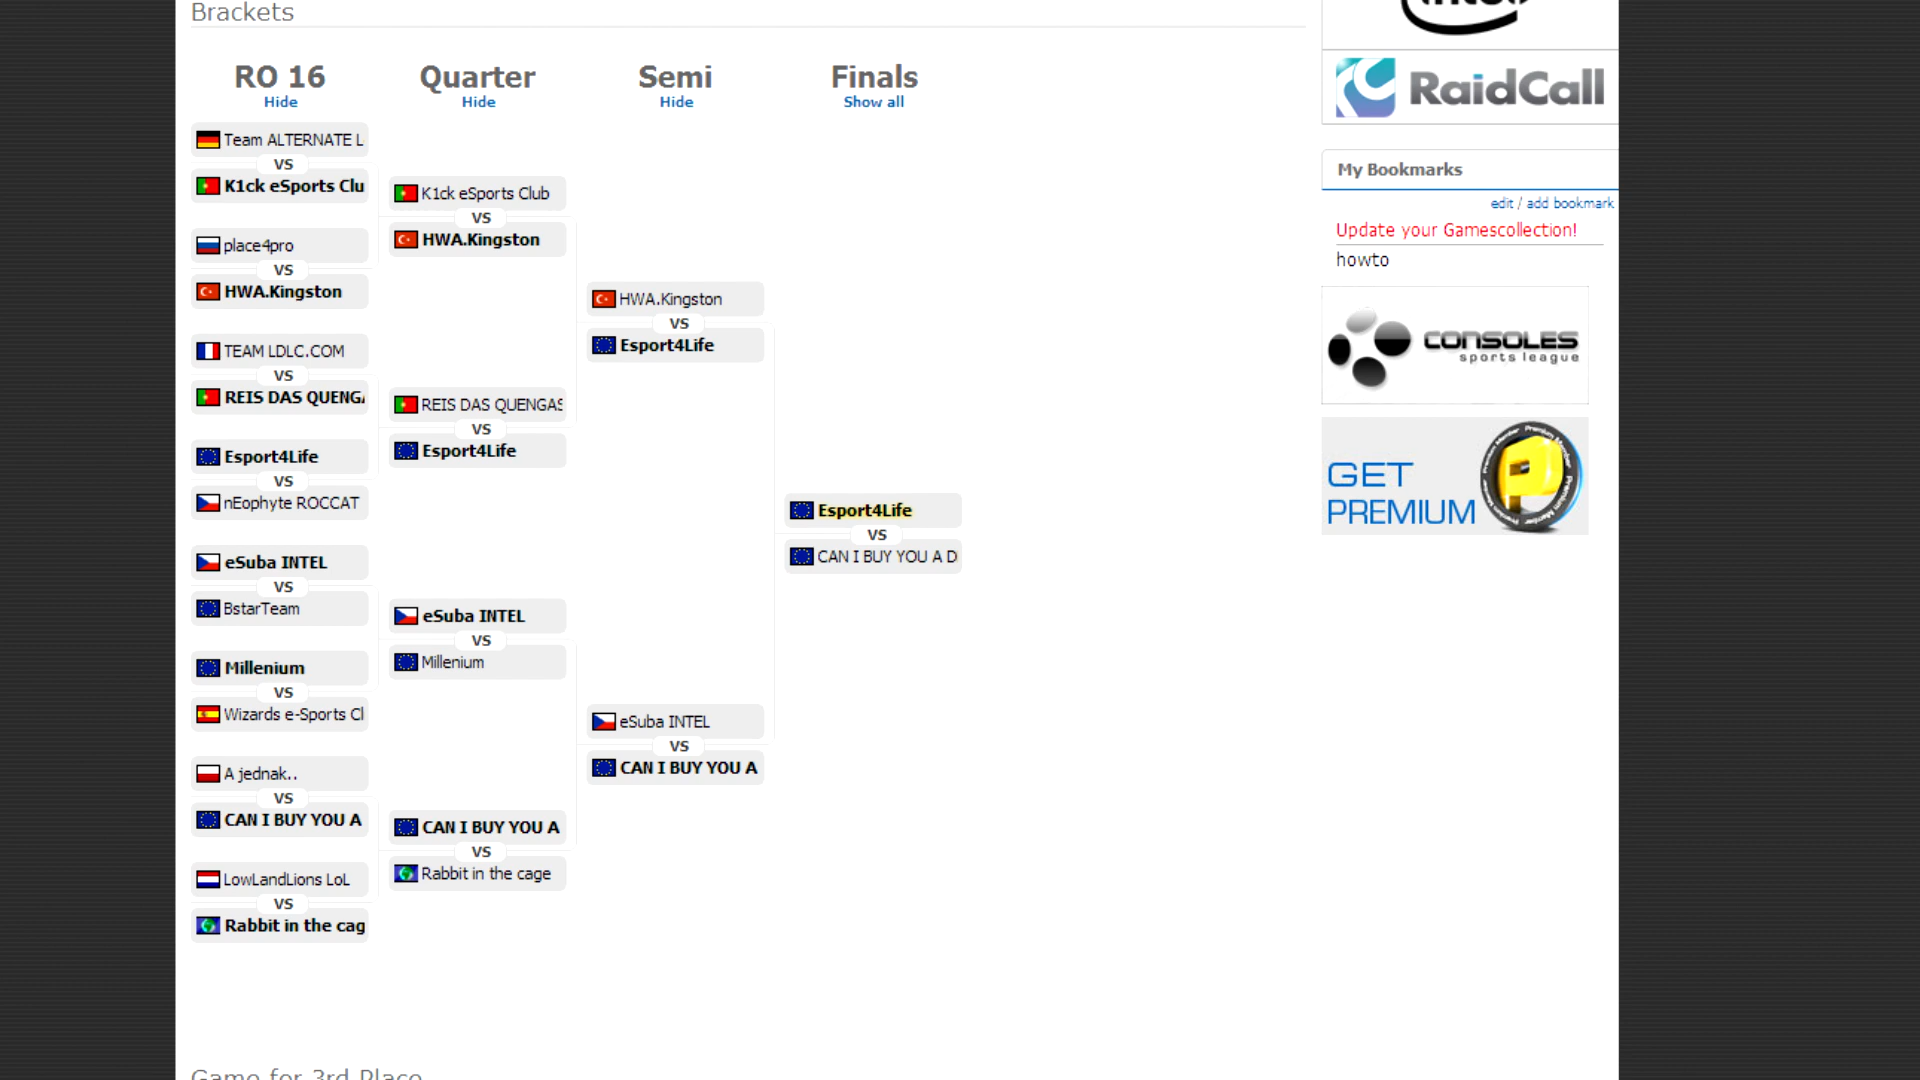 Brackets
RO 16
Hide
Quarter
Hide
Semi
Hide
Finals
Show all
Team ALTERNATE L
VS
K1ck eSports Clu
place4pro
VS
HWA.Kingston
TEAM LDLC.COM
VS
REIS DAS QUENGA
Esport4Life
VS
nEophyte ROCCAT
eSuba INTEL
VS
BstarTeam
Millenium
VS
Wizards e-Sports Cl
A jednak..
VS
CAN I BUY YOU A
LowLandLions LoL
VS
Rabbit in the cag
K1ck eSports Club
VS
HWA.Kingston
REIS DAS QUENGAS
VS
Esport4Life
eSuba INTEL
VS
Millenium
CAN I BUY YOU A
VS
Rabbit in the cage
HWA.Kingston
VS
Esport4Life
eSuba INTEL
VS
CAN I BUY YOU A
Esport4Life
VS
CAN I BUY YOU A D
Game for 3rd Place
RaidCall
My Bookmarks
edit / add bookmark
Update your Gamescollection!
howto
CONSOLES
sports league
GET
PREMIUM
Premium Member